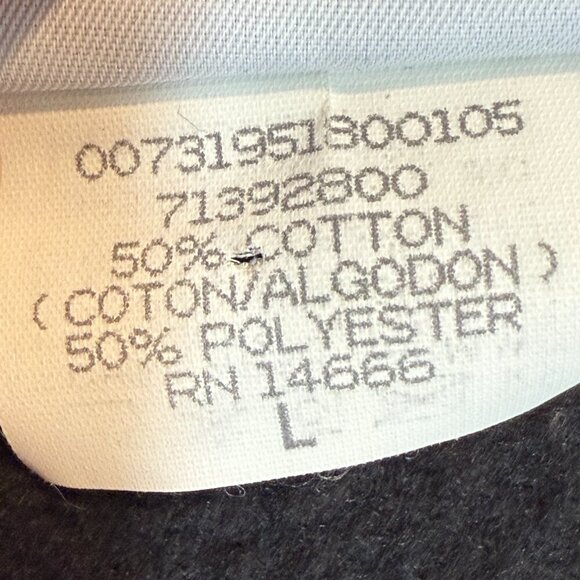 00731951800105
71392800
50% COTTON
( COTON/ALGODON )
50% POLYESTER
RN 14666
L